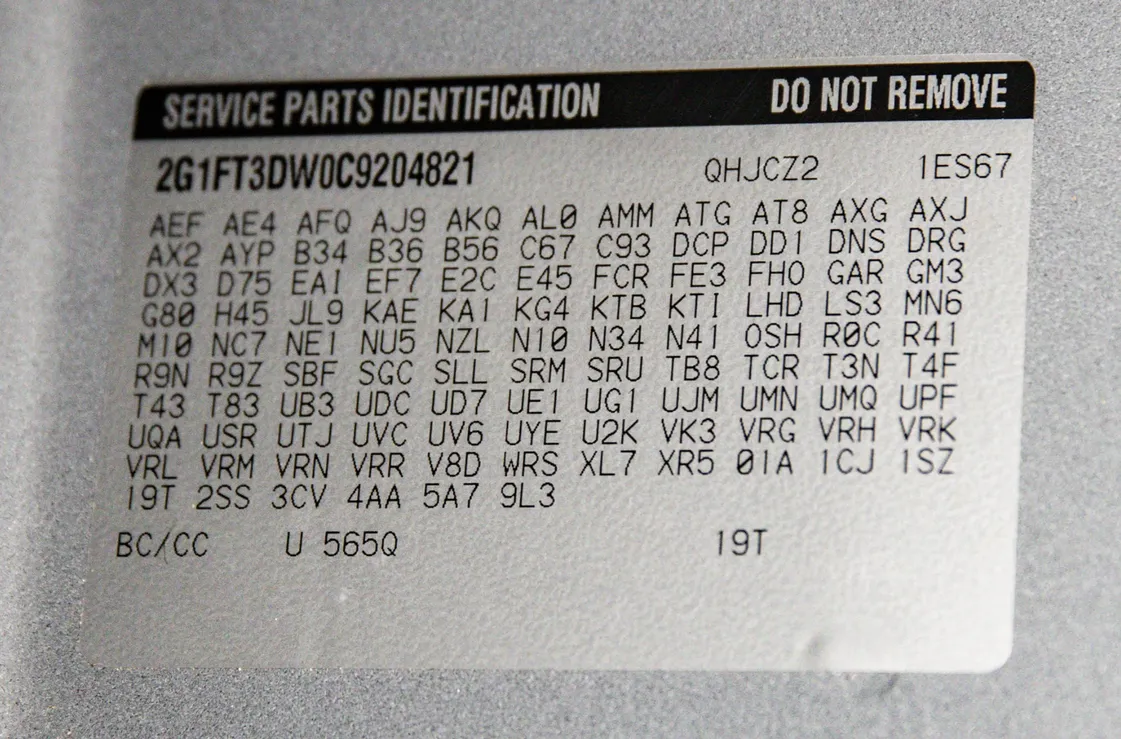 SERVICE PARTS IDENTIFICATION DO NOT REMOVE
2G1FT3DW0C9204821 QHJCZ2 1ES67
AEF AE4 AFQ AJ9 AKQ AL0 AMM ATG AT8 AXG AXJ
AX2 AYP B34 B36 B56 C67 C93 DCP DD1 DNS DRG
DX3 D75 EA1 EF7 E2C E45 FCR FE3 FHO GAR GM3
G80 H45 JL9 KAE KA1 KG4 KTB KTI LHD LS3 MN6
M10 NC7 NE1 NU5 NZL N10 N34 N41 OSH R0C R41
R9N R9Z SBF SGC SLL SRM SRU TB8 TCR T3N T4F
T43 T83 UB3 UDC UD7 UE1 UG1 UJM UMN UMQ UPF
UQA USR UTJ UVC UV6 UYE U2K VK3 VRG VRH VRK
VRL VRM VRN VRR V8D WRS XL7 XR5 01A 1CJ 1SZ
19T 2SS 3CV 4AA 5A7 9L3
BC/CC U 565Q 19T